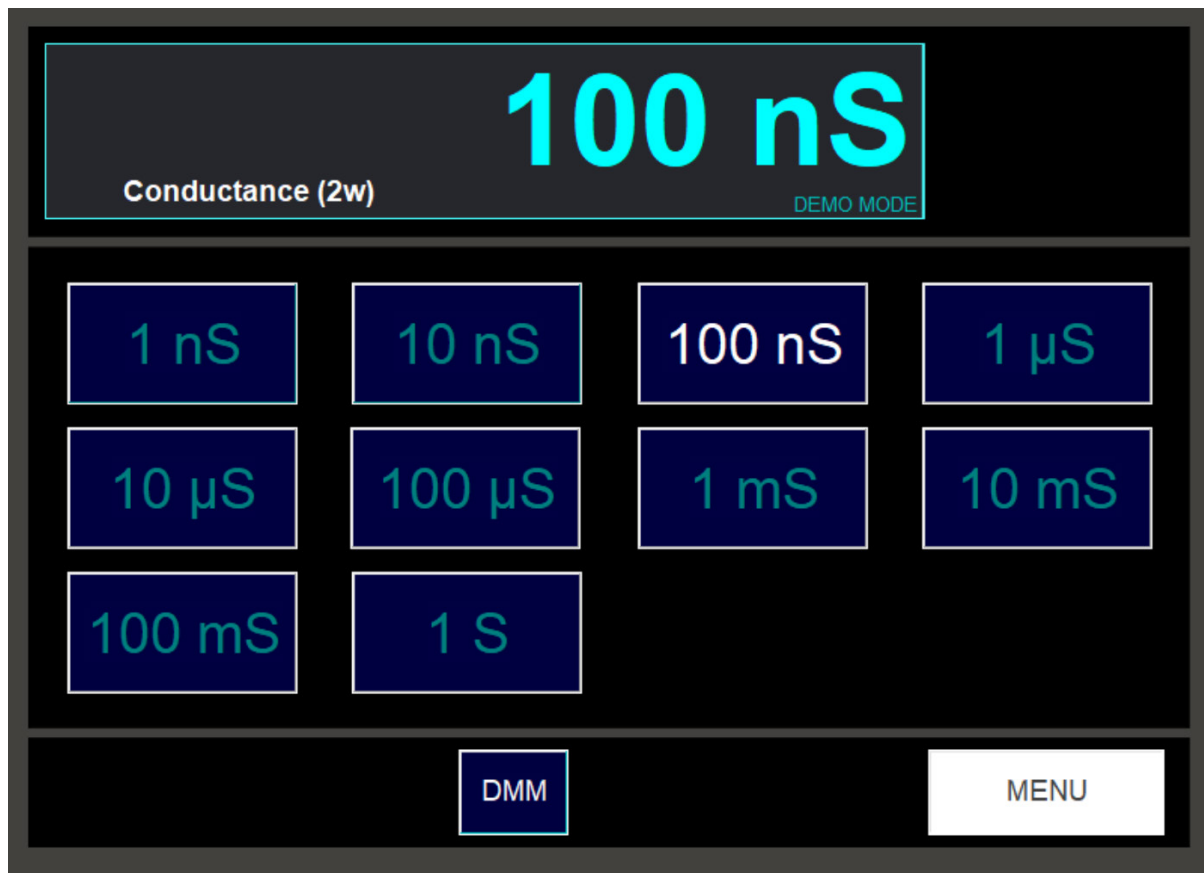 100 nS
Conductance (2w)
DEMO MODE
1 nS 10 nS 100 nS 1 µS
10 µS 100 µS 1 mS 10 mS
100 mS 1 S
DMM MENU